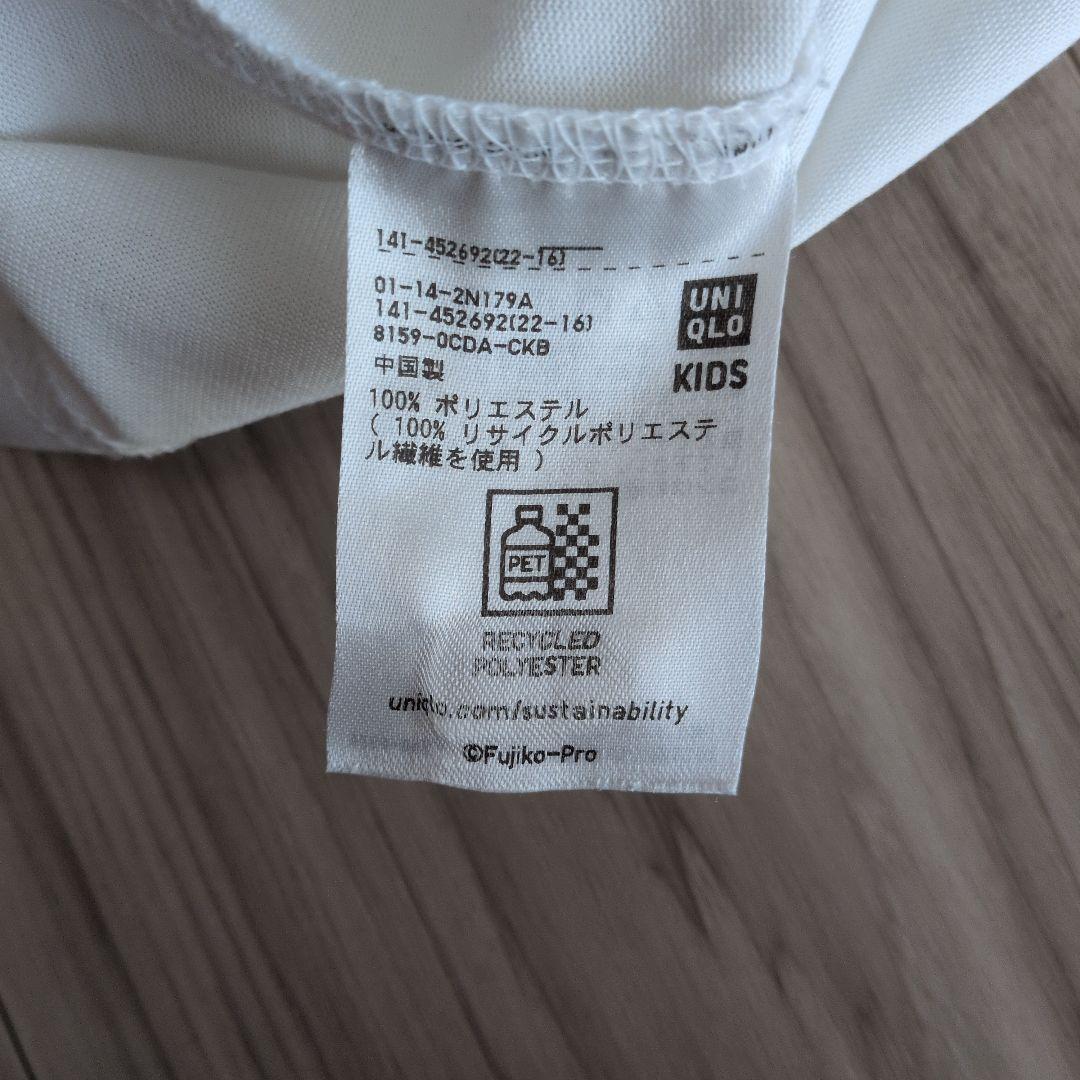 141-452692(22-16)
01-14-2N179A
141-452692(22-16)
8159-0CDA-CKB
中国製
UNI
QLO
KIDS
100% ポリエステル
( 100% リサイクルポリエステ
ル繊維を使用 )
PET
RECYCLED
POLYESTER
uniqlo.com/sustainability
©Fujiko-Pro